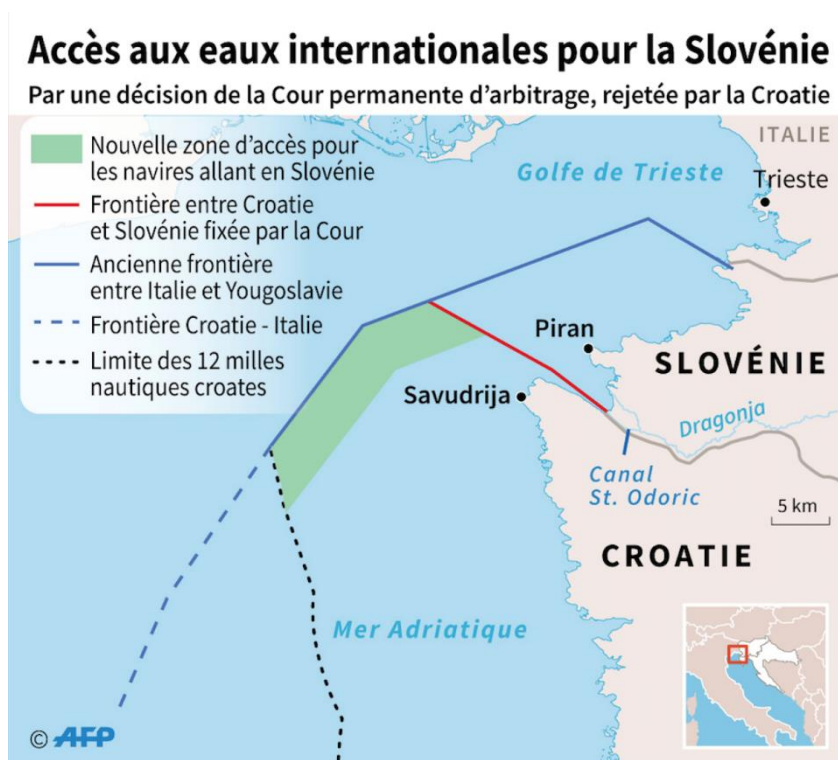 Accès aux eaux internationales pour la Slovénie
Par une décision de la Cour permanente d'arbitrage, rejetée par la Croatie
Nouvelle zone d'accès pour
les navires allant en Slovénie
Frontière entre Croatie
et Slovénie fixée par la Cour
Ancienne frontière
entre Italie et Yougoslavie
Frontière Croatie - Italie
Limite des 12 milles
nautiques croates
ITALIE
Golfe de Trieste
Trieste
Piran
SLOVÉNIE
Savudrija
Dragonja
Canal
St. Odoric
5 km
CROATIE
Mer Adriatique
© AFP